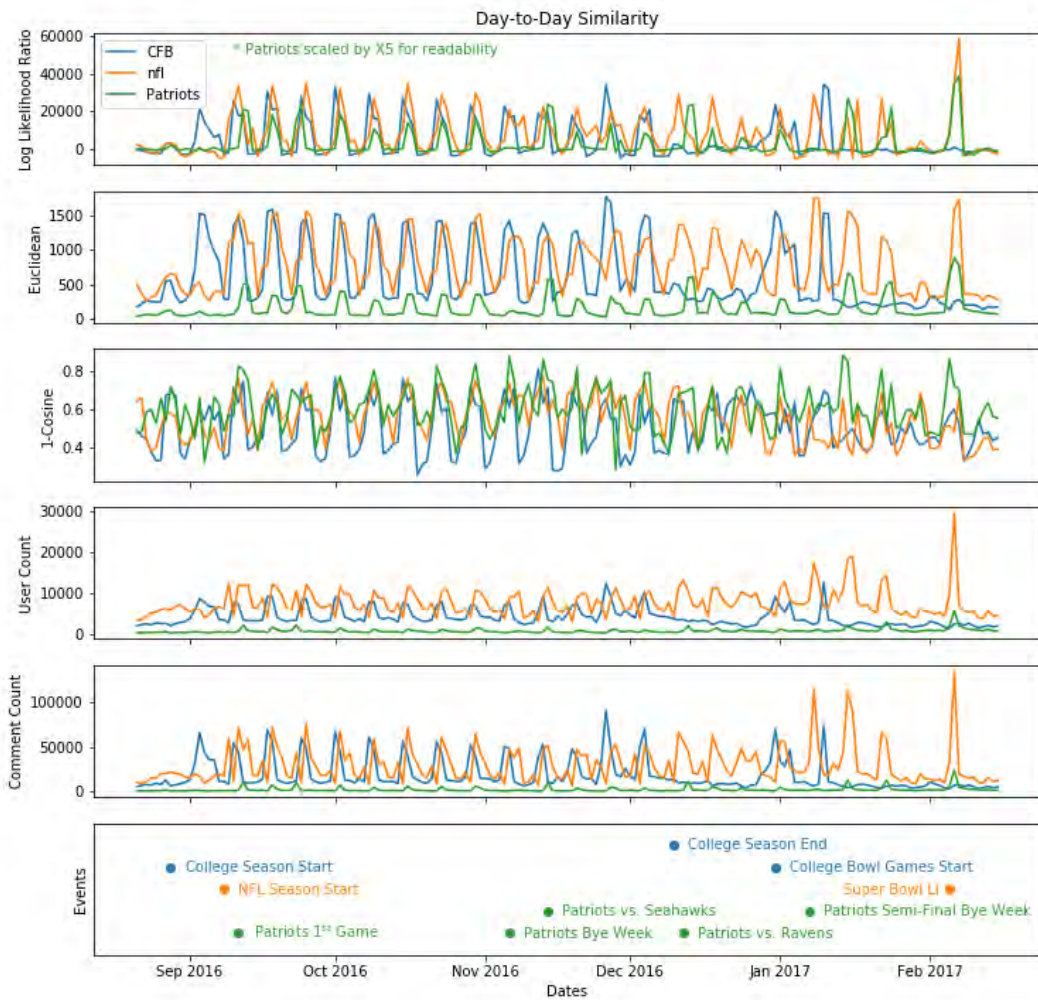 Day-to-Day Similarity
Log Likelihood Ratio
60000
40000
20000
0
CFB
nfl
Patriots
* Patriots scaled by X5 for readability
Euclidean
1500
1000
500
0
1-Cosine
0.8
0.6
0.4
User Count
30000
20000
10000
0
Comment Count
100000
50000
0
Events
College Season End
College Season Start
College Bowl Games Start
NFL Season Start
Super Bowl LI
Patriots vs. Seahawks
Patriots Semi-Final Bye Week
Patriots 1st Game
Patriots Bye Week
Patriots vs. Ravens
Sep 2016 Oct 2016 Nov 2016 Dec 2016 Jan 2017 Feb 2017
Dates